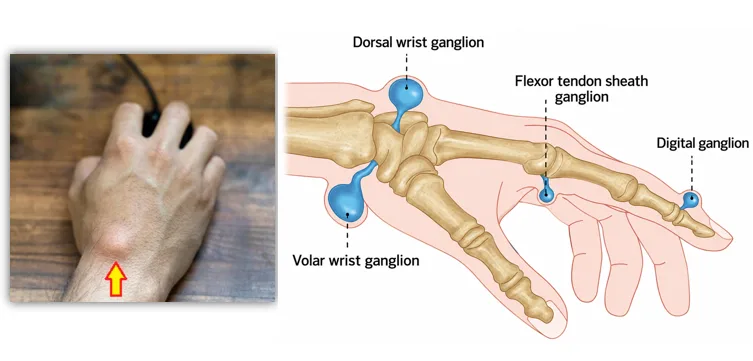 Dorsal wrist ganglion
Flexor tendon sheath
ganglion
Digital ganglion
Volar wrist ganglion